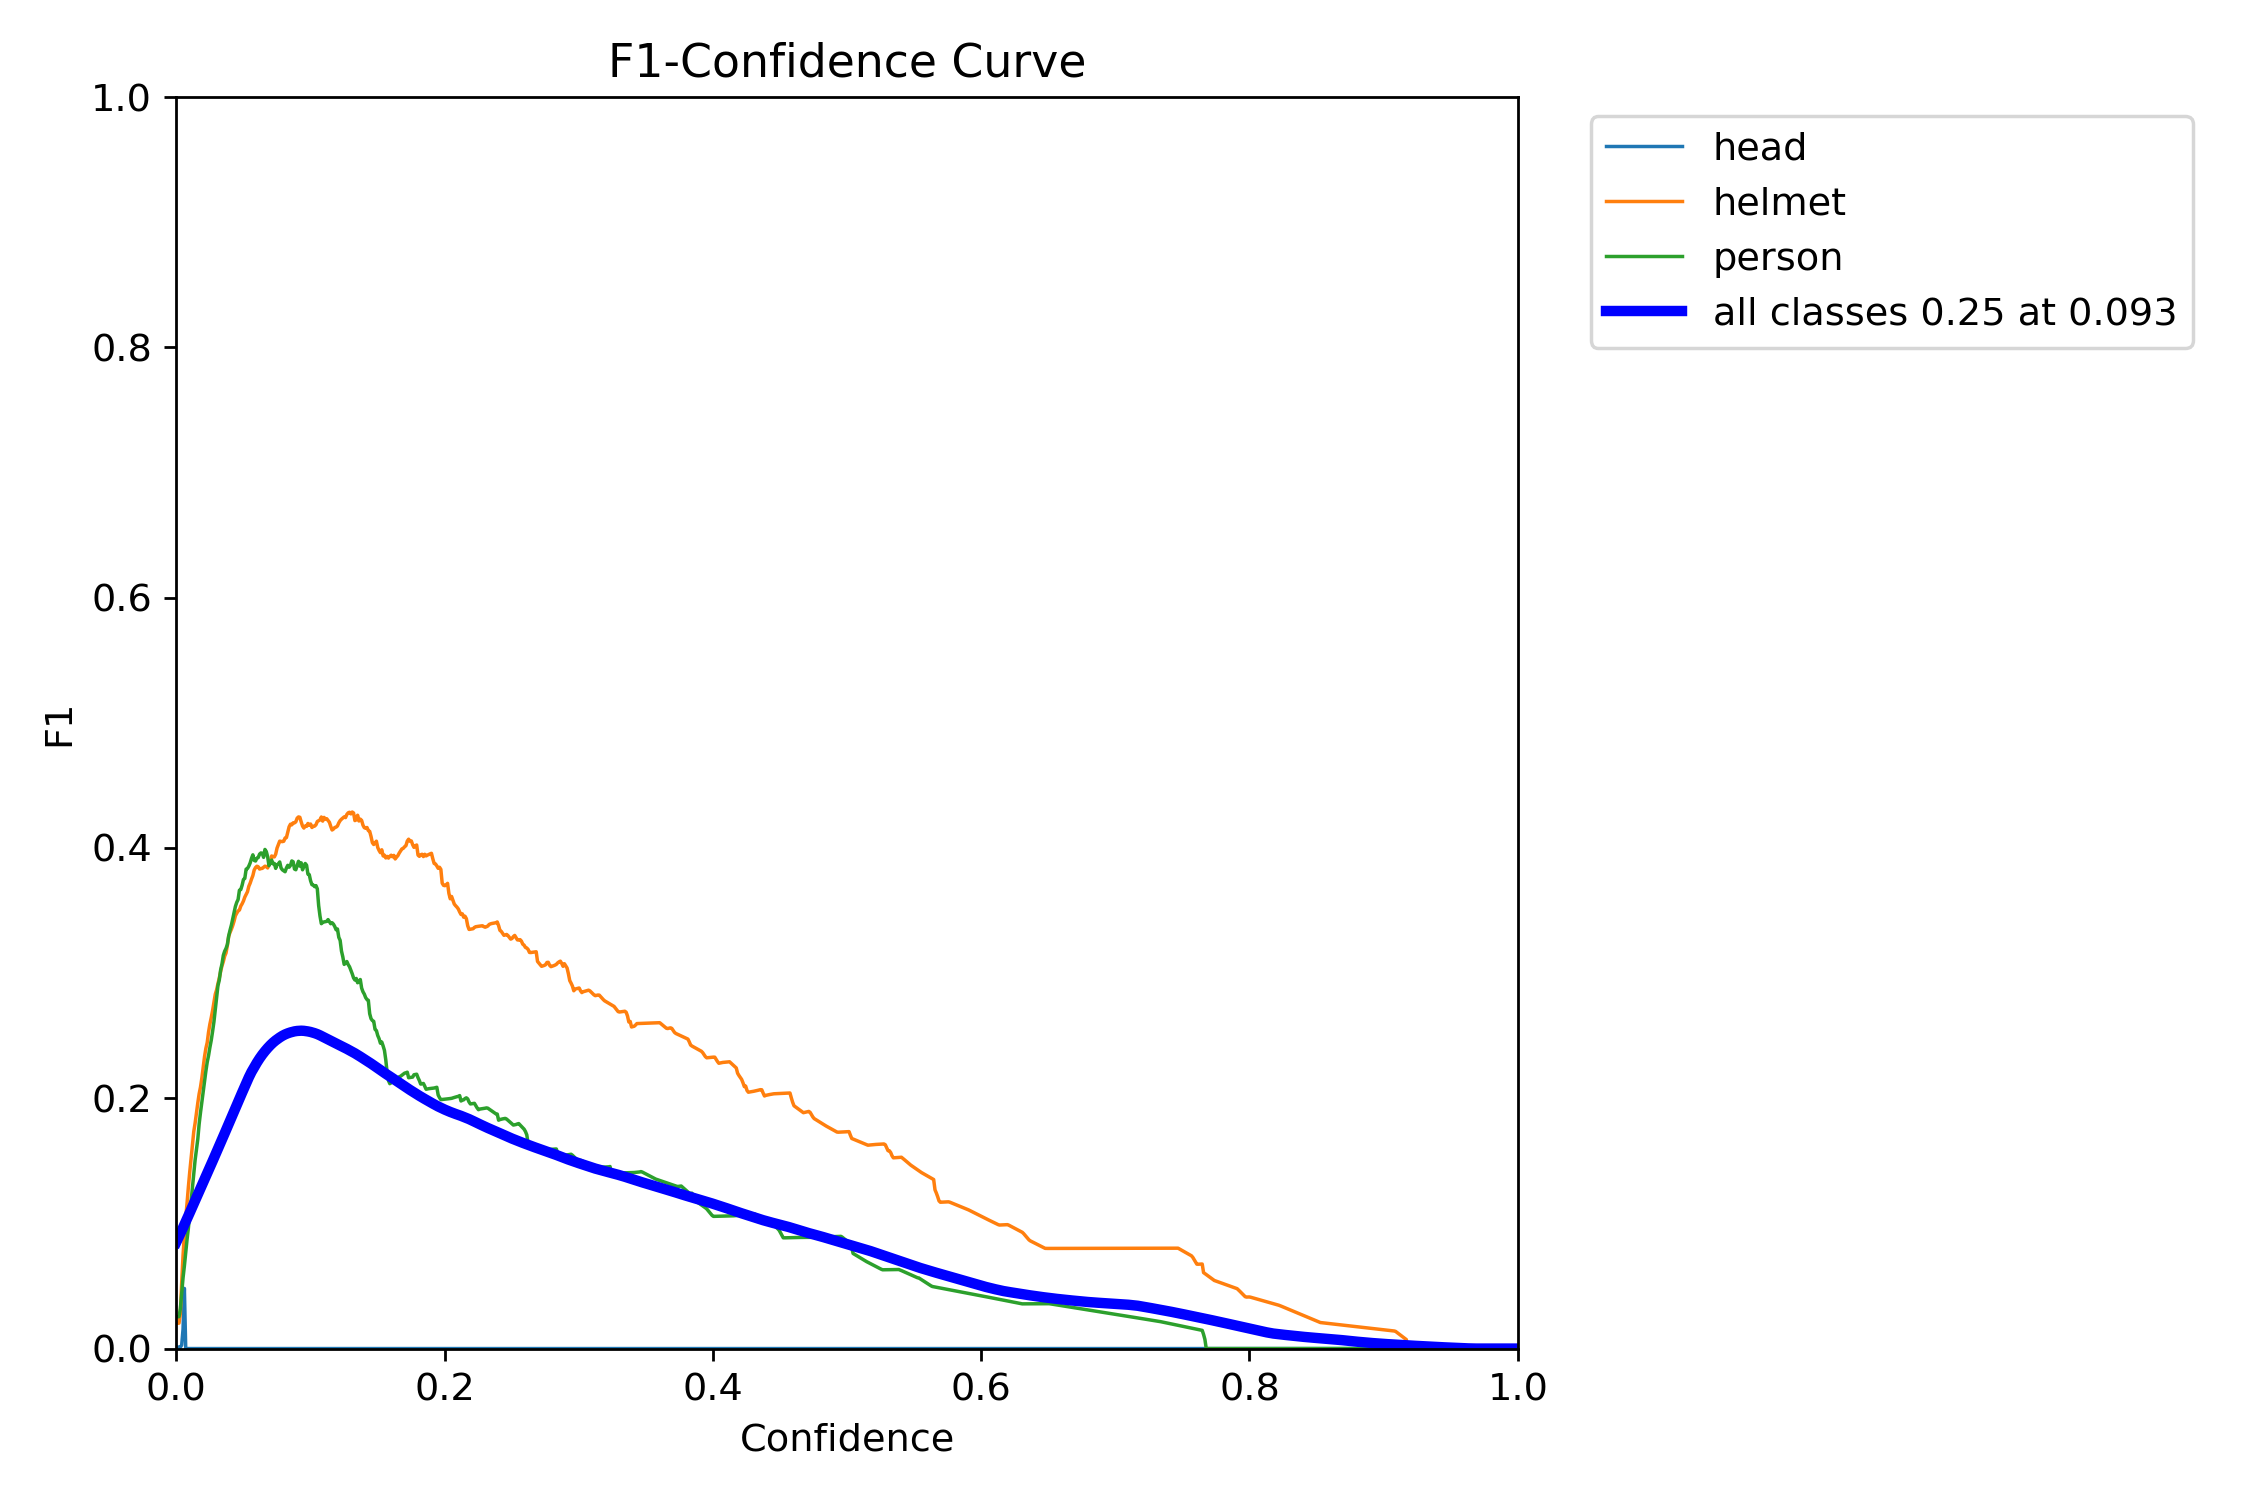 F1-Confidence Curve
1.0
0.8
0.6
0.4
0.2
0.0
F1
0.0 0.2 0.4 0.6 0.8 1.0
Confidence
head
helmet
person
all classes 0.25 at 0.093